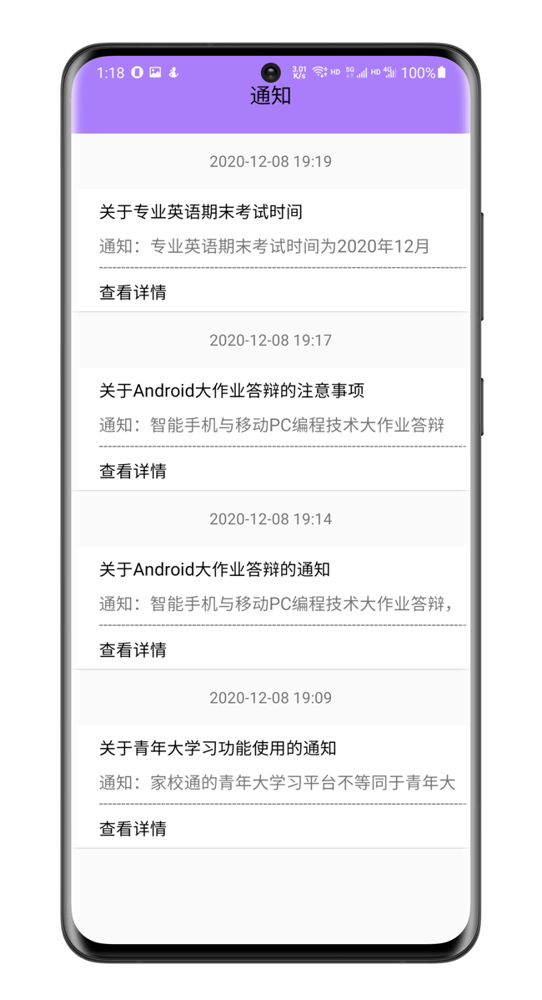 1:18
3.01
K/s
HD
5G
HD
4G
100%
通知
2020-12-08 19:19
关于专业英语期末考试时间
通知：专业英语期末考试时间为2020年12月
查看详情
2020-12-08 19:17
关于Android大作业答辩的注意事项
通知：智能手机与移动PC编程技术大作业答辩
查看详情
2020-12-08 19:14
关于Android大作业答辩的通知
通知：智能手机与移动PC编程技术大作业答辩，
查看详情
2020-12-08 19:09
关于青年大学习功能使用的通知
通知：家校通的青年大学习平台不等同于青年大
查看详情